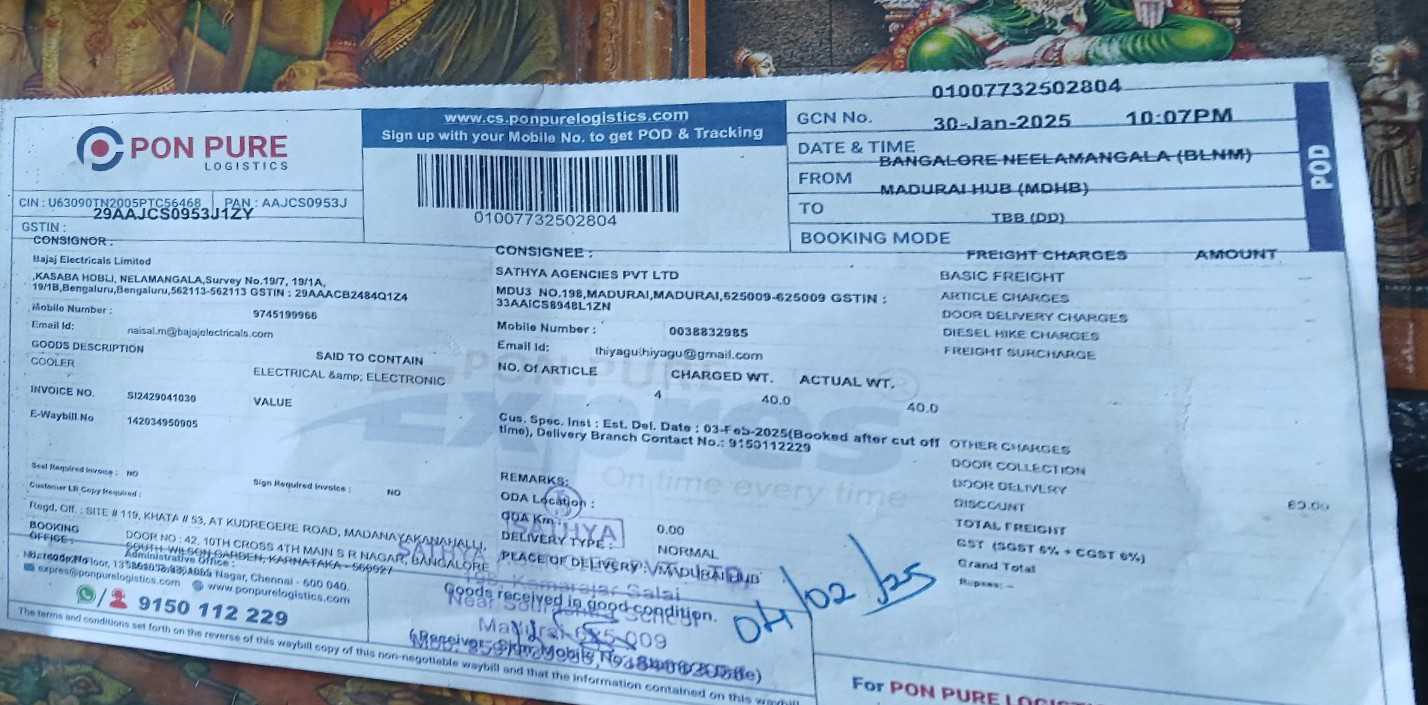 PON PURE
LOGISTICS
CIN : U63090TN2005PTC56468 PAN : AAJCS0953J
29AAJCS0953J1ZY
GSTIN :
www.cs.ponpurelogistics.com
Sign up with your Mobile No. to get POD & Tracking
01007732502804
01007732502804
GCN No.
30-Jan-2025 10:07PM
DATE & TIME
BANGALORE NEELAMANGALA (BLNM)
FROM
MADURAI HUB (MDHB)
TO
TBB (DD)
BOOKING MODE
POD
CONSIGNOR :
Bajaj Electricals Limited
,KASABA HOBLI, NELAMANGALA,Survey No.19/7, 19/1A,
19/1B,Bengaluru,Bengaluru,562113-562113 GSTIN : 29AAACB2484Q1Z4
Mobile Number : 9745199966
Email Id: naisal.m@bajajelectricals.com
GOODS DESCRIPTION SAID TO CONTAIN
COOLER ELECTRICAL &amp; ELECTRONIC
INVOICE NO. SI2429041030 VALUE
E-Waybill.No 142034950905
Seal Required Invoice : NO Sign Required Invoice : NO
Customer LR Copy Required :
CONSIGNEE :
SATHYA AGENCIES PVT LTD
MDU3 NO.198,MADURAI,MADURAI,625009-625009 GSTIN :
33AAICS8948L1ZN
Mobile Number : 0038832985
Email Id: thiyaguthiyagu@gmail.com
NO. Of ARTICLE CHARGED WT. ACTUAL WT.
4 40.0 40.0
Cus. Spec. Inst : Est. Del. Date : 03-Feb-2025(Booked after cut off
time), Delivery Branch Contact No.: 9150112229
PON PURE
Expres
On time every time
REMARKS:
ODA Location :
ODA Km : 0.00
SATHYA
DELIVERY TYPE : NORMAL
PLACE OF DELIVERY :
FREIGHT CHARGES AMOUNT
BASIC FREIGHT
ARTICLE CHARGES
DOOR DELIVERY CHARGES
DIESEL HIKE CHARGES
FREIGHT SURCHARGE
OTHER CHARGES
DOOR COLLECTION
DOOR DELIVERY
DISCOUNT
TOTAL FREIGHT
GST (SGST 6% + CGST 6%)
Grand Total
Rupees: -
Regd. Off. : SITE # 119, KHATA # 53, AT KUDREGERE ROAD, MADANAYAKANAHALLI,
BOOKING OFFICE : DOOR NO : 42, 10TH CROSS 4TH MAIN S R NAGAR, BANGALORE
SOUTH, WILSON GARDEN, KARNATAKA - 560027
Administrative Office :
Nagar, Chennai - 600 040.
expres@ponpurelogistics.com www.ponpurelogistics.com
9150 112 229
SATHYA
198, Kamarajar Salai
Goods received in good condition.
04/02/25
The terms and conditions set forth on the reverse of this waybill copy of this non-negotiable waybill and that the information contained on this waybill
For PON PURE